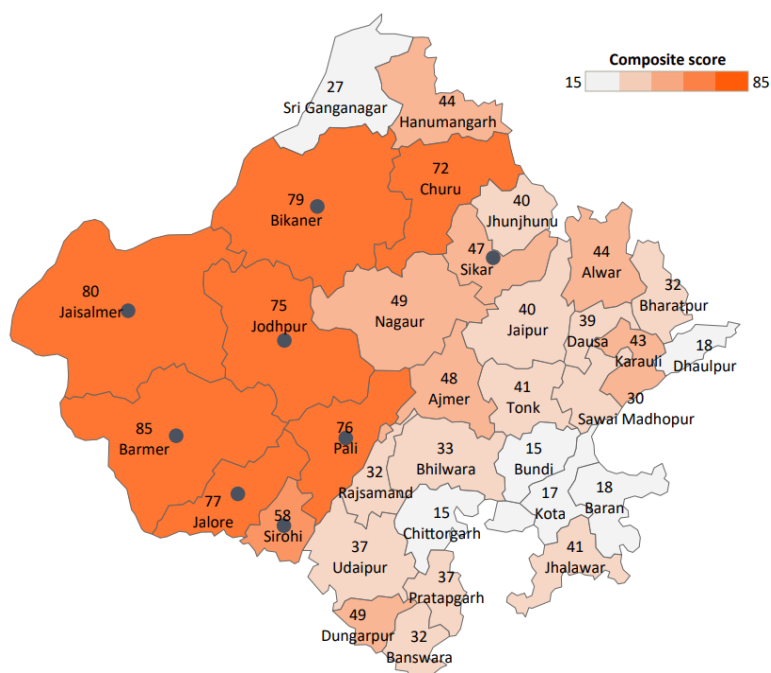 Composite score
15 85
27
Sri Ganganagar
44
Hanumangarh
72
Churu
79
Bikaner
40
Jhunjhunu
47
Sikar
44
Alwar
32
Bharatpur
80
Jaisalmer
75
Jodhpur
49
Nagaur
40
Jaipur
39
Dausa
43
Karauli
18
Dhaulpur
48
Ajmer
41
Tonk
30
Sawai Madhopur
85
Barmer
76
Pali
33
Bhilwara
15
Bundi
32
Rajsamand
17
Kota
18
Baran
77
Jalore
58
Sirohi
15
Chittorgarh
37
Udaipur
41
Jhalawar
37
Pratapgarh
49
Dungarpur
32
Banswara